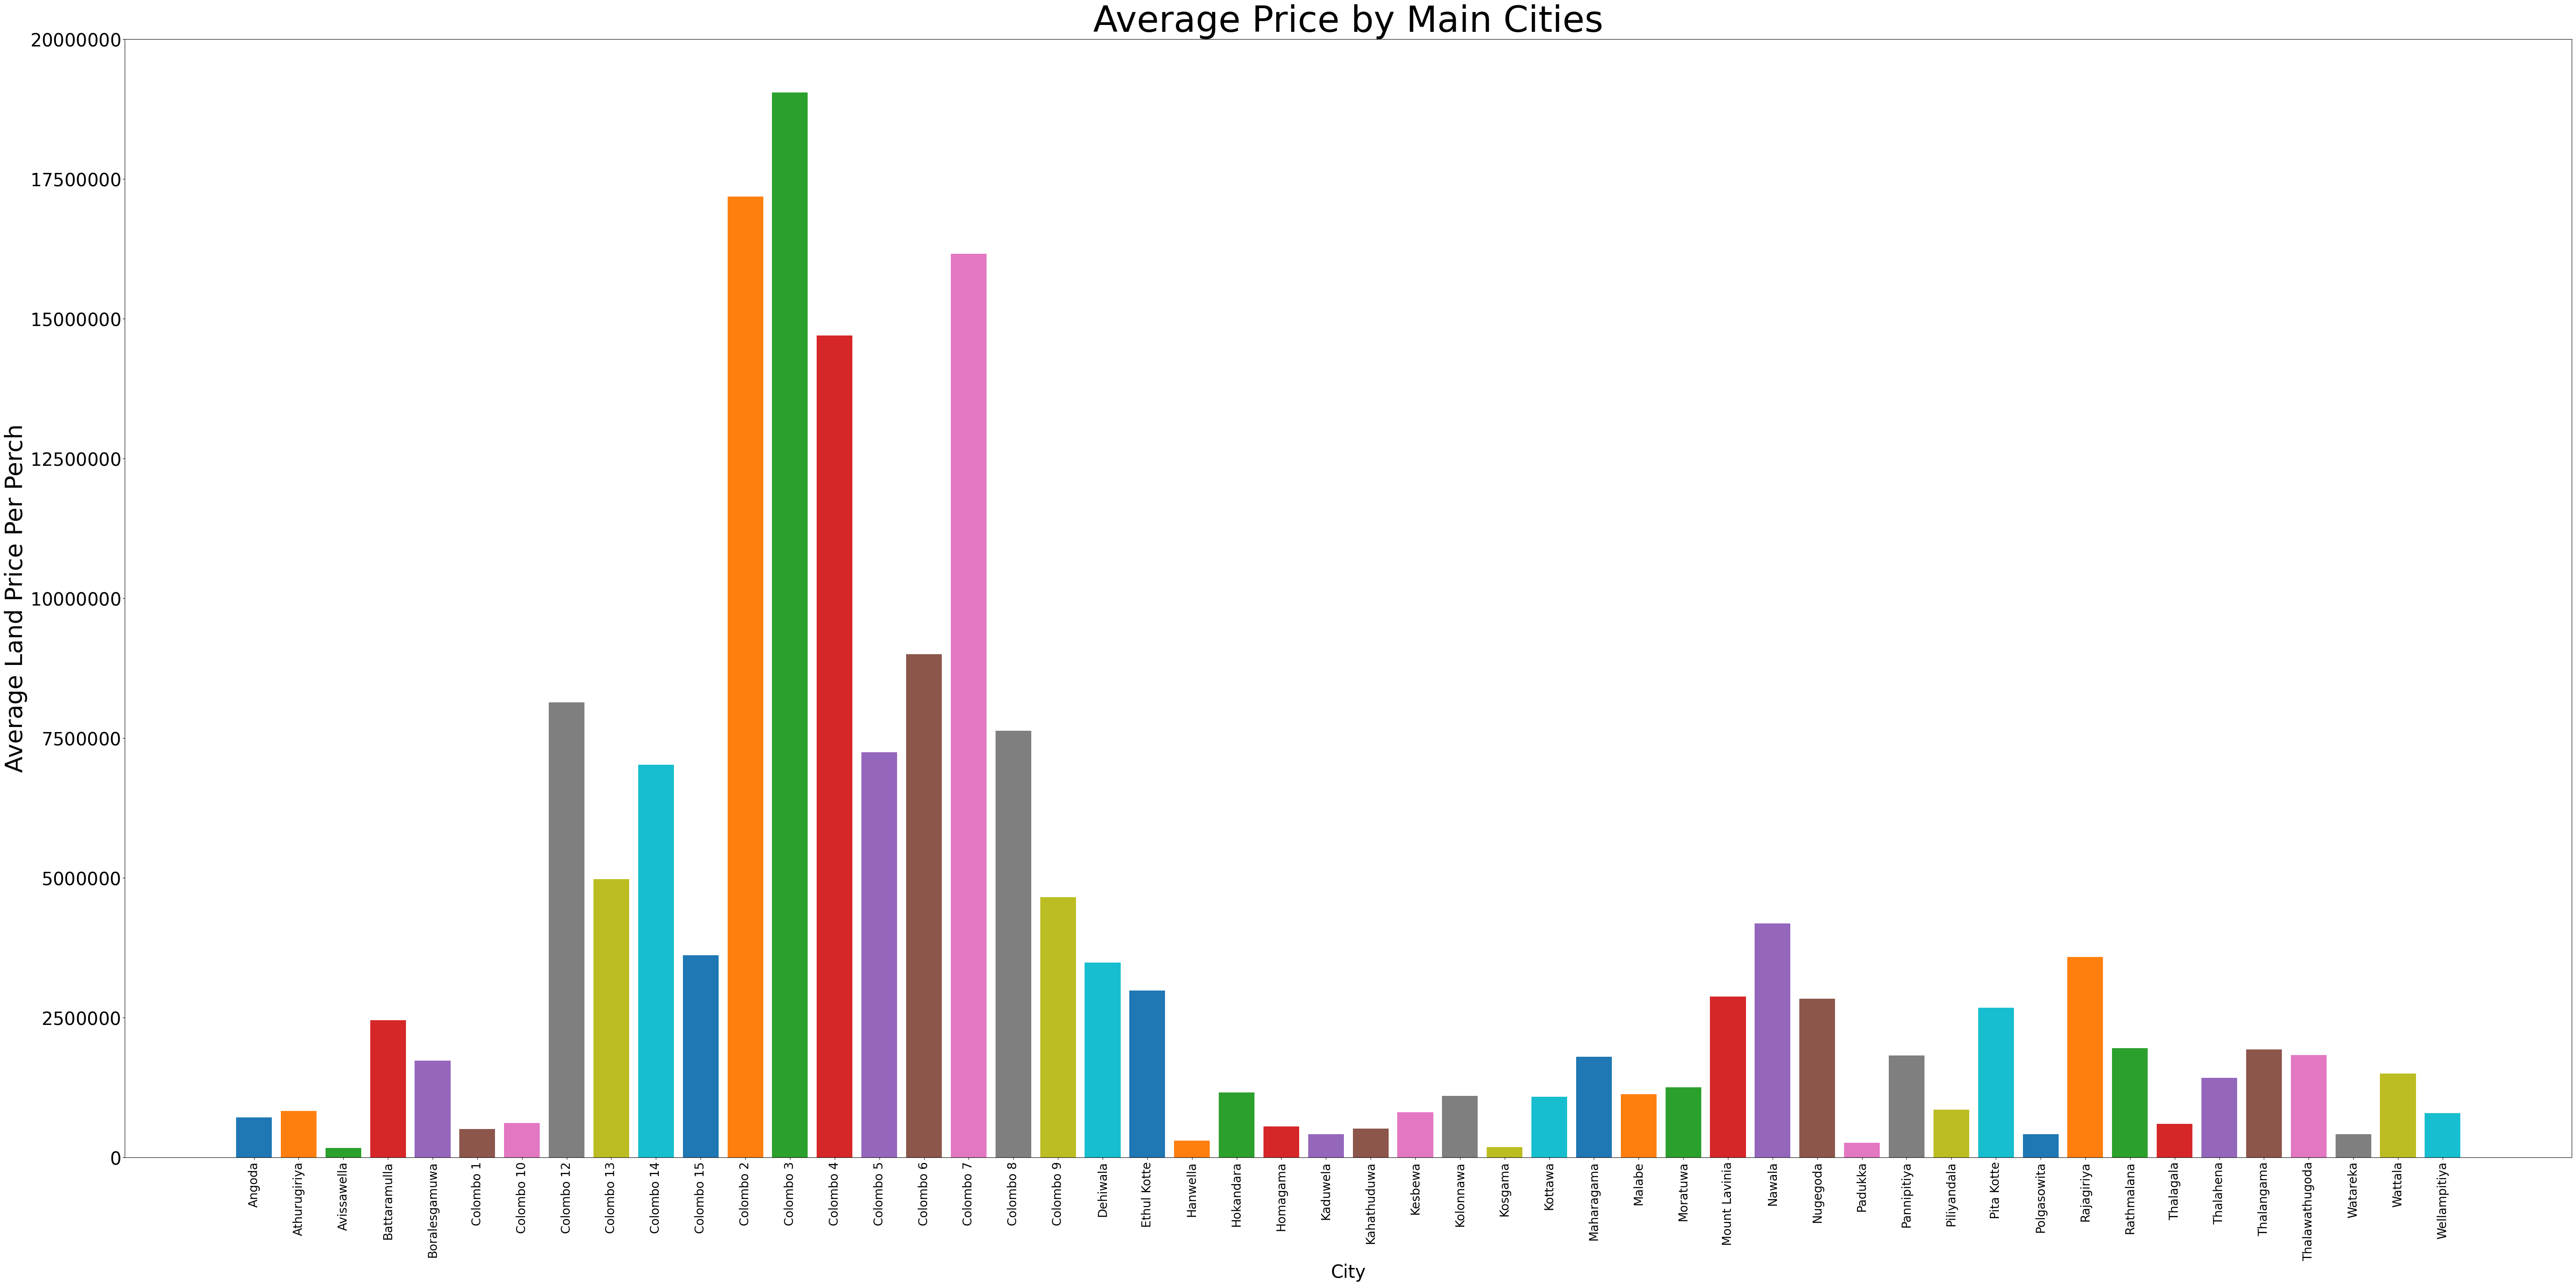 Average Price by Main Cities
Average Land Price Per Perch
20000000
17500000
15000000
12500000
10000000
7500000
5000000
2500000
0
Angoda
Athurugiriya
Avissawella
Battaramulla
Boralesgamuwa
Colombo 1
Colombo 10
Colombo 12
Colombo 13
Colombo 14
Colombo 15
Colombo 2
Colombo 3
Colombo 4
Colombo 5
Colombo 6
Colombo 7
Colombo 8
Colombo 9
Dehiwala
Ethul Kotte
Hanwella
Hokandara
Homagama
Kaduwela
Kahathuduwa
Kesbewa
Kolonnawa
Kosgama
Kottawa
Maharagama
Malabe
Moratuwa
Mount Lavinia
Nawala
Nugegoda
Padukka
Pannipitiya
Piliyandala
Pita Kotte
Polgasowita
Rajagiriya
Rathmalana
Thalagala
Thalahena
Thalangama
Thalawathugoda
Watareka
Wattala
Wellampitiya
City